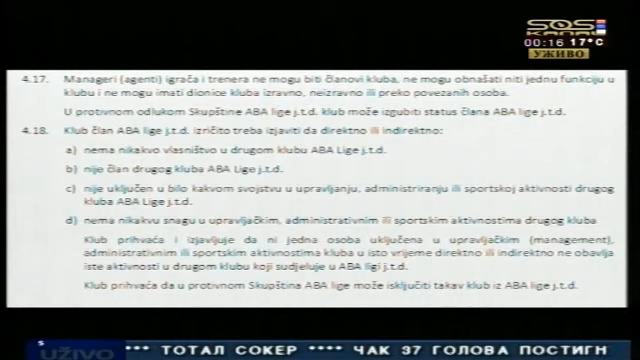 SOS
KANAL
00:16 17°C
УЖИВО
4.17. Manageri (agenti) igrača i trenera ne mogu biti članovi kluba, ne mogu obnašati niti jednu funkciju u
klubu i ne mogu imati dionice kluba izravno, neizravno ili preko povezanih osoba.
U protivnom odlukom Skupštine ABA lige j.t.d. klub može izgubiti status člana ABA lige j.t.d.
4.18. Klub član ABA lige j.t.d. izričito treba izjaviti da direktno ili indirektno:
a) nema nikakvo vlasništvo u drugom klubu ABA Lige j.t.d.
b) nije član drugog kluba ABA Lige j.t.d.
c) nije uključen u bilo kakvom svojstvu u upravljanju, administriranju ili sportskoj aktivnosti drugog
kluba ABA Lige j.t.d.
d) nema nikakvu snagu u upravljačkim, administrativnim ili sportskim aktivnostima drugog kluba
Klub prihvaća i izjavljuje da ni jedna osoba uključena u upravljački (management),
administrativnim ili sportskim aktivnostima kluba u isto vrijeme direktno ili indirektno ne obavlja
iste aktivnosti u drugom klubu koji sudjeluje u ABA ligi j.t.d.
Klub prihvaća da u protivnom Skupština ABA lige može isključiti takav klub iz ABA lige j.t.d.
s
UŽIVO *** ТОТАЛ СОКЕР **** ЧАК 37 ГОЛОВА ПОСТИГН